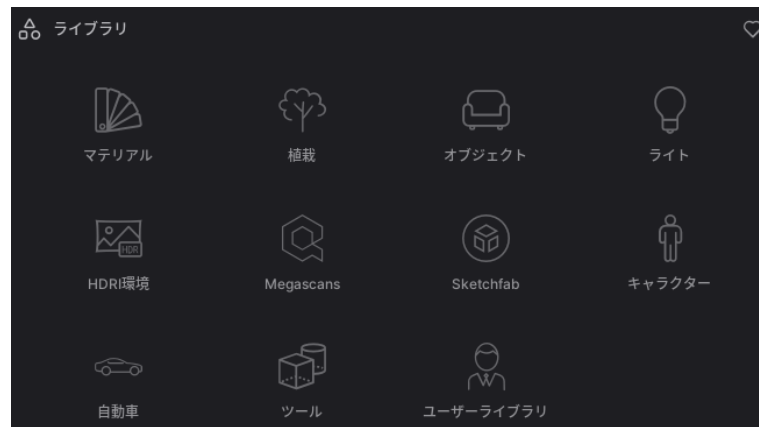 ライブラリ
マテリアル
植栽
オブジェクト
ライト
HDR
HDRI環境
Megascans
Sketchfab
キャラクター
自動車
ツール
ユーザーライブラリ